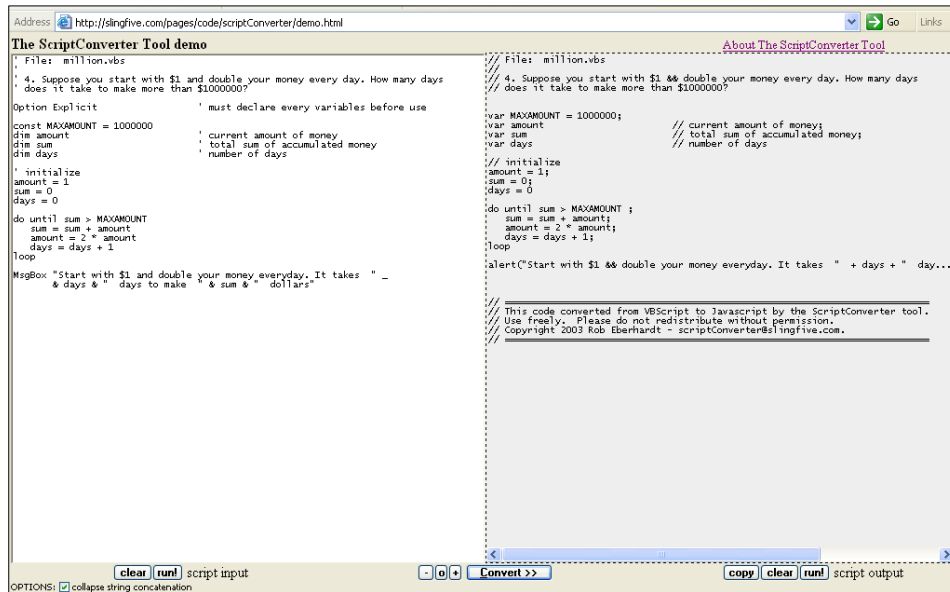 Address http://slingfive.com/pages/code/scriptConverter/demo.html Go Links
The ScriptConverter Tool demo
About The ScriptConverter Tool
' File:  million.vbs
'
' 4. Suppose you start with $1 and double your money every day. How many days
' does it take to make more than $1000000?
Option Explicit ' must declare every variables before use
const MAXAMOUNT = 1000000
dim amount ' current amount of money
dim sum ' total sum of accumulated money
dim days ' number of days
' initialize
amount = 1
sum = 0
days = 0
do until sum > MAXAMOUNT
sum = sum + amount
amount = 2 * amount
days = days + 1
loop
MsgBox "Start with $1 and double your money everyday. It takes  " _
& days & "  days to make  " & sum & "  dollars"
// File:  million.vbs
//
// 4. Suppose you start with $1 && double your money every day. How many days
// does it take to make more than $1000000?
var MAXAMOUNT = 1000000;
var amount // current amount of money;
var sum // total sum of accumulated money;
var days // number of days
// initialize
amount = 1;
sum = 0;
days = 0
do until sum > MAXAMOUNT ;
sum = sum + amount;
amount = 2 * amount;
days = days + 1;
loop
alert("Start with $1 && double your money everyday. It takes  " + days + "  day...
// ================================================================
// This code converted from VBScript to Javascript by the ScriptConverter tool.
// Use freely.  Please do not redistribute without permission.
// Copyright 2003 Rob Eberhardt - scriptConverter@slingfive.com.
// ================================================================
clear run! script input
- o + Convert >>
copy clear run! script output
OPTIONS: collapse string concatenation